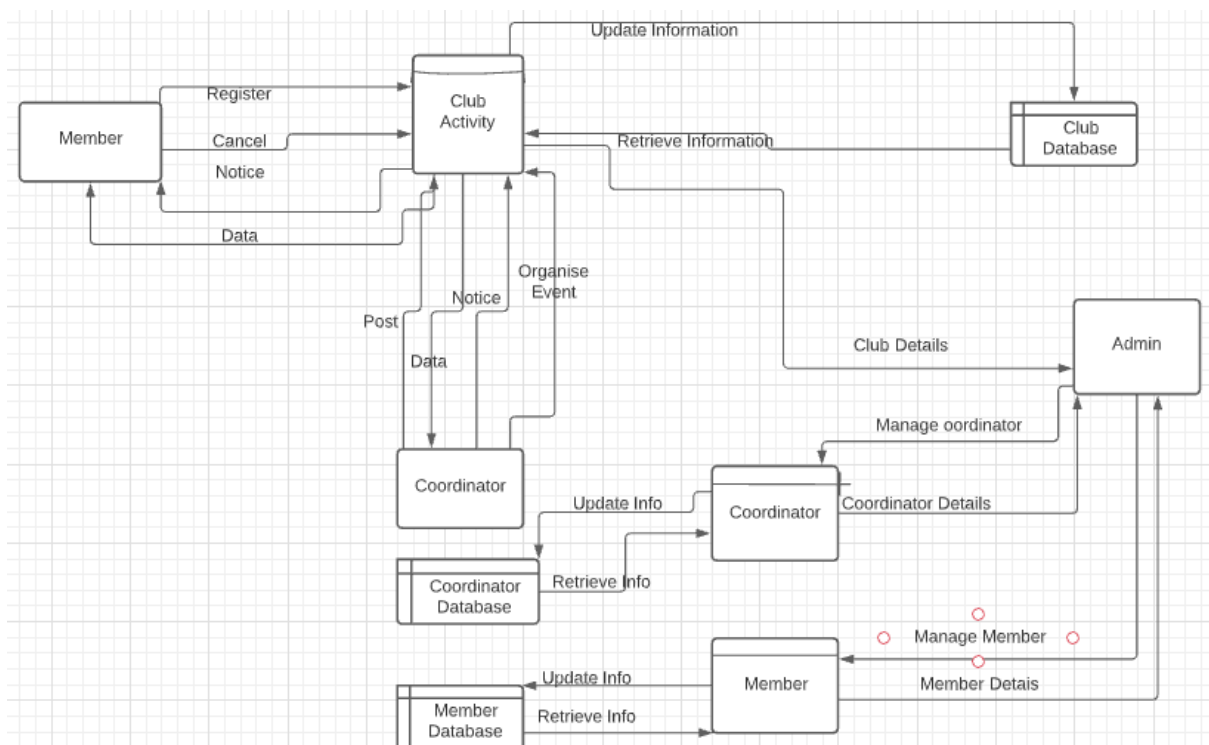 Update Information
Club
Activity
Register
Member
Cancel
Retrieve Information
Club
Database
Notice
Data
Organise
Event
Notice
Post
Data
Club Details
Admin
Manage oordinator
Coordinator
Update Info
Coordinator
Coordinator Details
Coordinator
Database
Retrieve Info
Manage Member
Update Info
Member
Member Detais
Member
Database
Retrieve Info